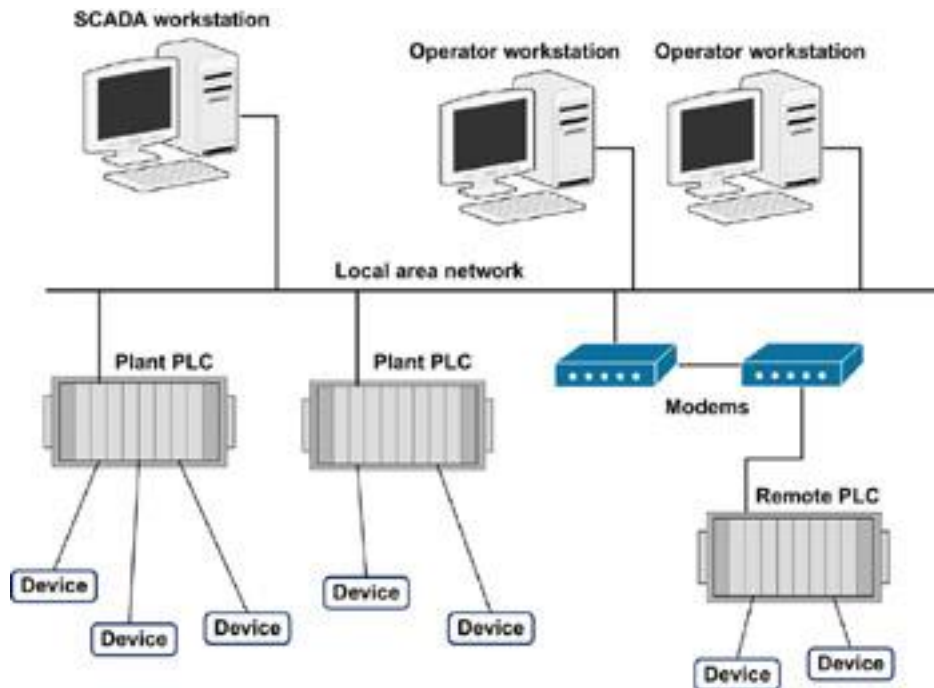 SCADA workstation
Operator workstation
Operator workstation
Local area network
Plant PLC
Plant PLC
Modems
Remote PLC
Device
Device
Device
Device
Device
Device
Device